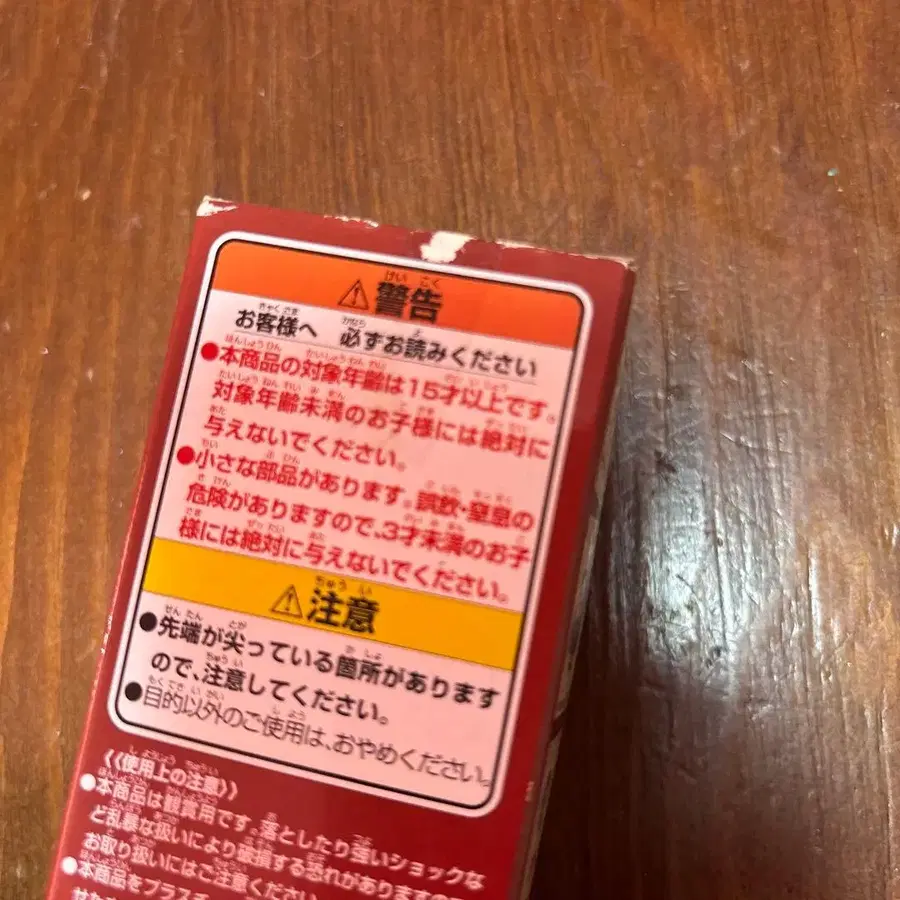 ⚠警告
お客様へ 必ずお読みください
●本商品の対象年齢は15才以上です。
対象年齢未満のお子様には絶対に
与えないでください。
●小さな部品があります。誤飲・窒息の
危険がありますので、3才未満のお子
様には絶対に与えないでください。
⚠注意
●先端が尖っている箇所があります
ので、注意してください。
●目的以外のご使用は、おやめください。
《使用上の注意》
●本商品は観賞用です。落としたり強いショックな
ど乱暴な扱いにより破損する恐れがありますので
お取り扱いにはご注意ください
●本商品をプラスチ